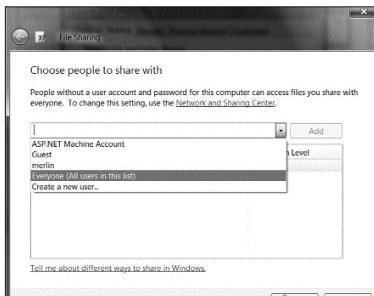 File Sharing
Choose people to share with
People without a user account and password for this computer can access files you share with
everyone. To change this setting, use the Network and Sharing Center.
Add
ASP.NET Machine Account
n Level
Guest
merlin
Everyone (All users in this list)
Create a new user...
Tell me about different ways to share in Windows.